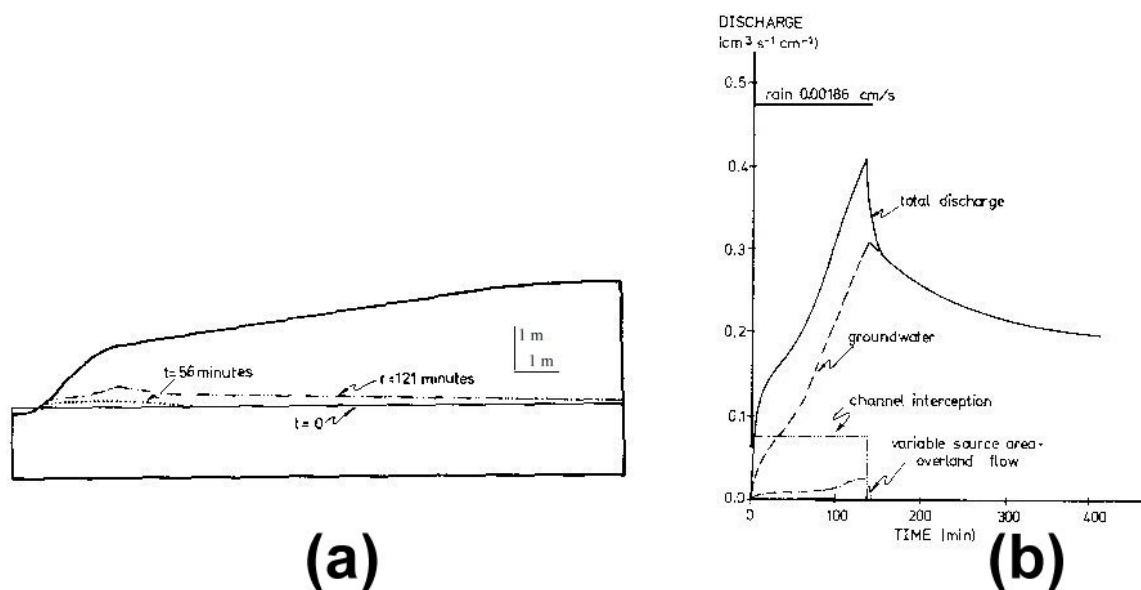 t=56 minutes
t=121 minutes
t=0
1 m
1 m
(a)
DISCHARGE
(cm³ s⁻¹ cm⁻²)
0.5
rain 0.00186 cm/s
0.4
total discharge
0.3
0.2
groundwater
0.1
channel interception
variable source area-
overland flow
0.0
0
100
200
300
400
TIME (min)
(b)